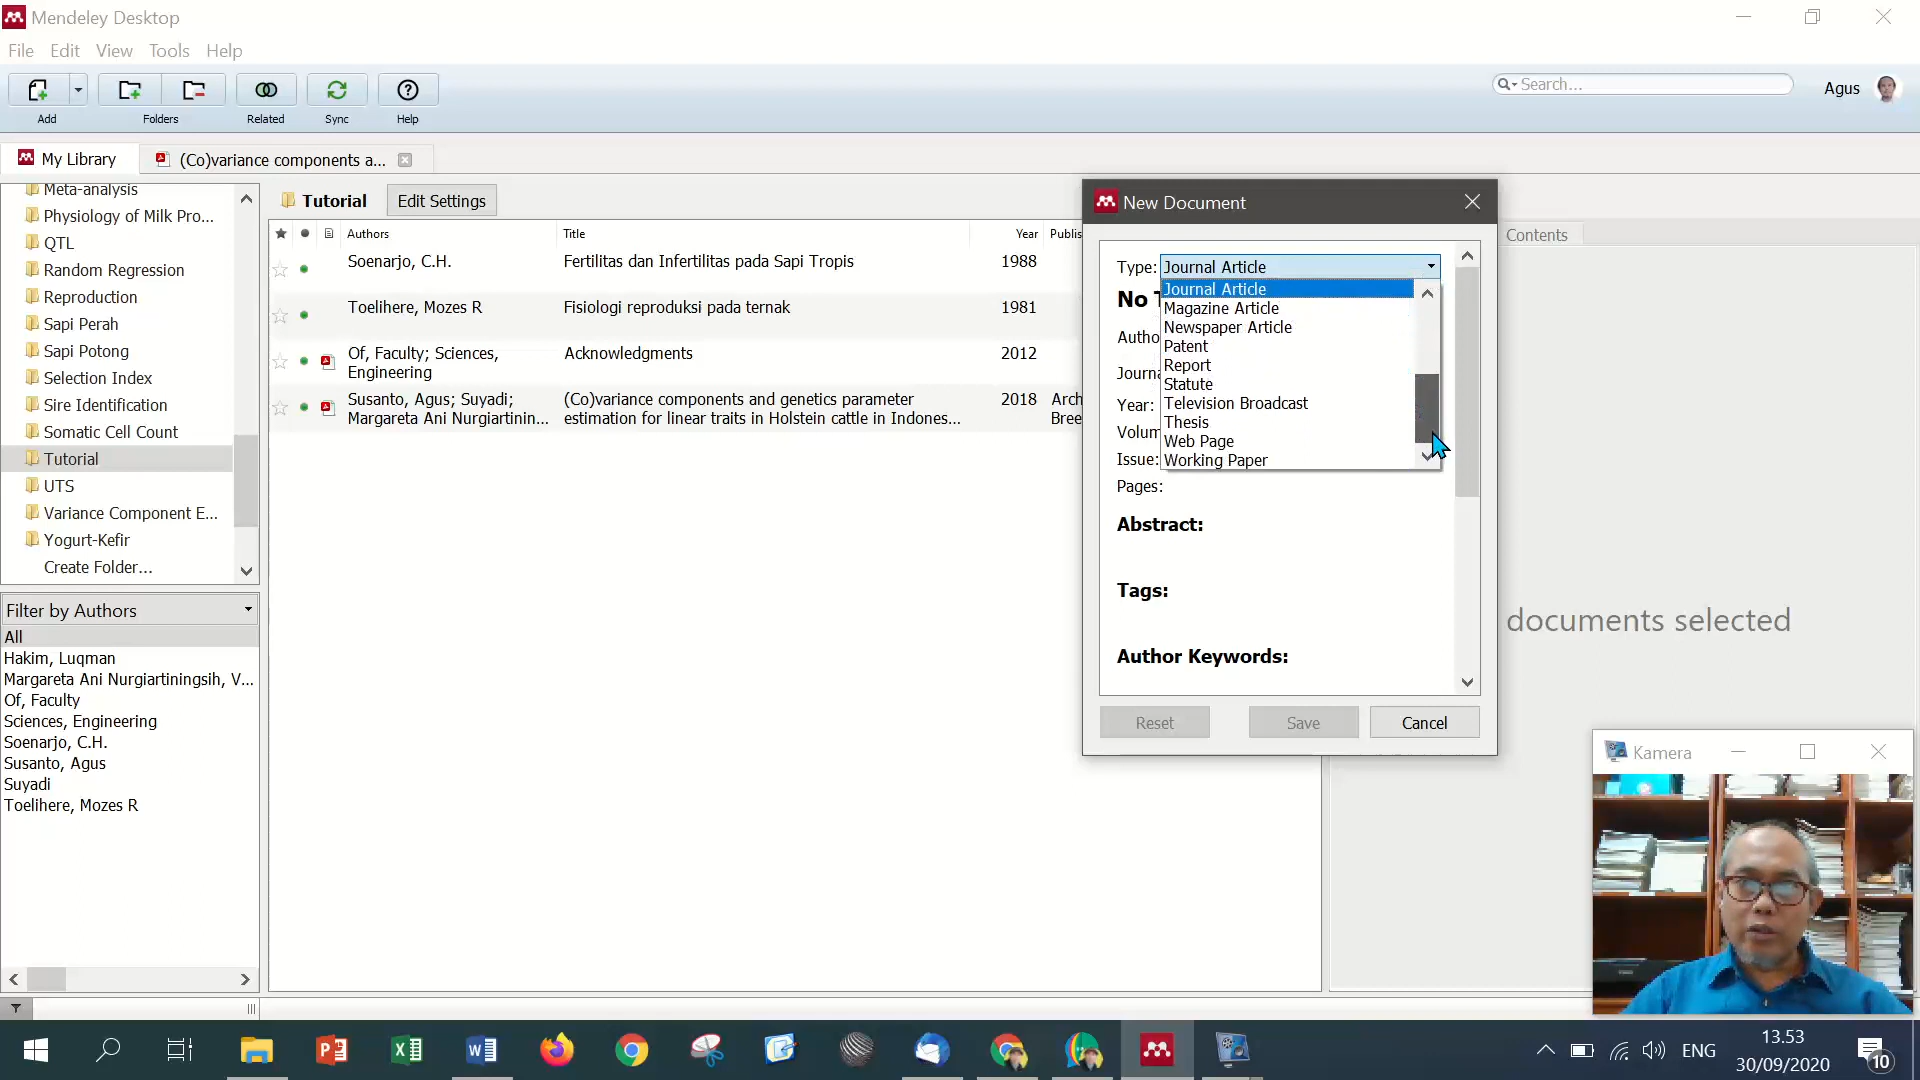 Mendeley Desktop
File Edit View Tools Help
Search...
Agus
Add Folders Related Sync Help
My Library
(Co)variance components a...
Meta-analysis
Physiology of Milk Pro...
QTL
Random Regression
Reproduction
Sapi Perah
Sapi Potong
Selection Index
Sire Identification
Somatic Cell Count
Tutorial
UTS
Variance Component E...
Yogurt-Kefir
Create Folder...
Filter by Authors
All
Hakim, Luqman
Margareta Ani Nurgiartiningsih, V...
Of, Faculty
Sciences, Engineering
Soenarjo, C.H.
Susanto, Agus
Suyadi
Toelihere, Mozes R
Tutorial
Edit Settings
Authors Title Year Publis
Soenarjo, C.H. Fertilitas dan Infertilitas pada Sapi Tropis 1988
Toelihere, Mozes R Fisiologi reproduksi pada ternak 1981
Of, Faculty; Sciences, Acknowledgments 2012
Engineering
Susanto, Agus; Suyadi; (Co)variance components and genetics parameter 2018 Arch
Margareta Ani Nurgiartinin... estimation for linear traits in Holstein cattle in Indones... Bree
New Document
Type: Journal Article
No T
Autho
Journa
Year:
Volum
Issue:
Pages:
Journal Article
Magazine Article
Newspaper Article
Patent
Report
Statute
Television Broadcast
Thesis
Web Page
Working Paper
Abstract:
Tags:
Author Keywords:
Reset Save Cancel
Contents
documents selected
Kamera
ENG
13.53
30/09/2020
10